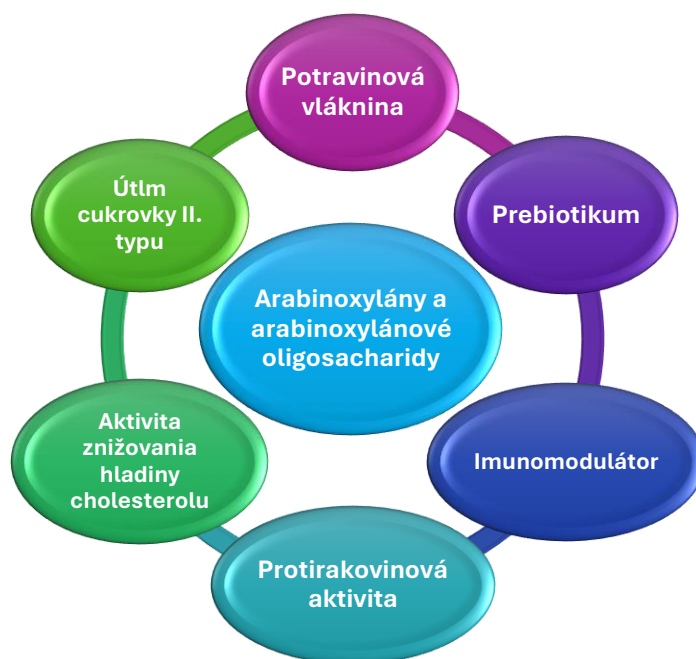 Potravinová
vláknina
Prebiotikum
Imunomodulátor
Protirakovinová
aktivita
Aktivita
znižovania
hladiny
cholesterolu
Útlm
cukrovky II.
typu
Arabinoxylány a
arabinoxylánové
oligosacharidy